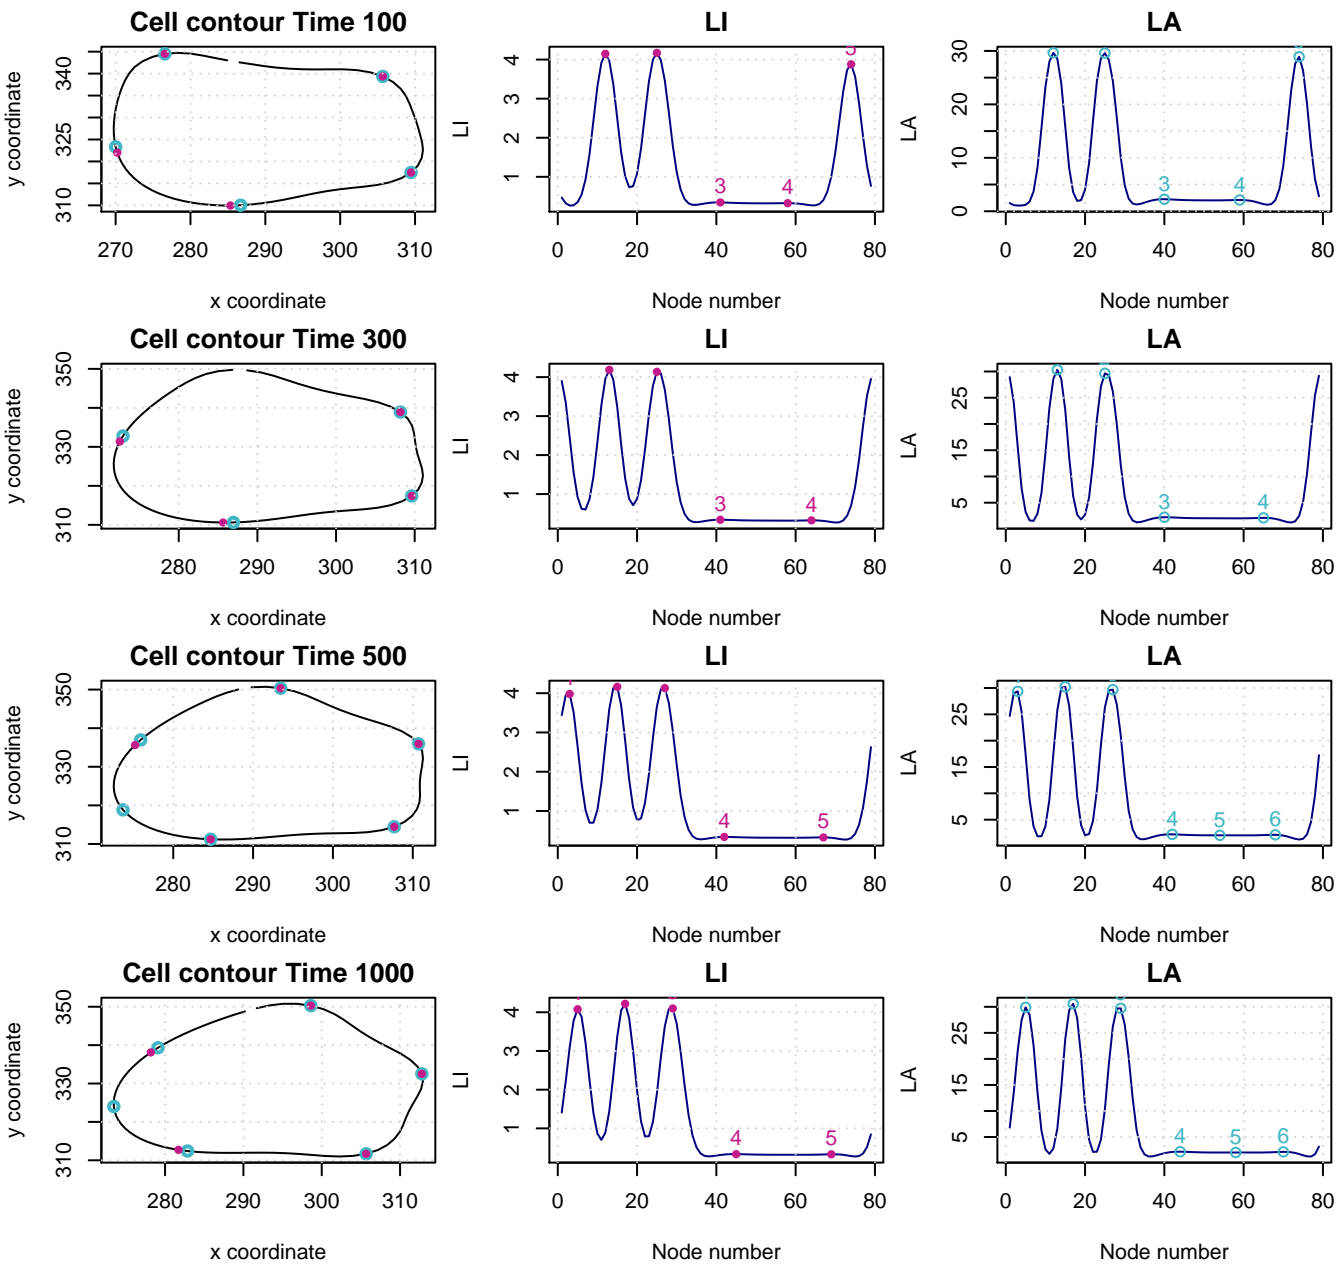 Cell contour Time 100
y coordinate
310 325 340
270 280 290 300 310
x coordinate
LI
LI
1 2 3 4
3 4 5
0 20 40 60 80
Node number
LA
LA
0 10 20 30
3 4
0 20 40 60 80
Node number
Cell contour Time 300
y coordinate
310 330 350
280 290 300 310
x coordinate
LI
LI
1 2 3 4
3 4
0 20 40 60 80
Node number
LA
LA
5 15 25
3 4
0 20 40 60 80
Node number
Cell contour Time 500
y coordinate
310 330 350
280 290 300 310
x coordinate
LI
LI
1 2 3 4
4 5
0 20 40 60 80
Node number
LA
LA
5 15 25
4 5 6
0 20 40 60 80
Node number
Cell contour Time 1000
y coordinate
310 330 350
280 290 300 310
x coordinate
LI
LI
1 2 3 4
4 5
0 20 40 60 80
Node number
LA
LA
5 15 25
4 5 6
0 20 40 60 80
Node number